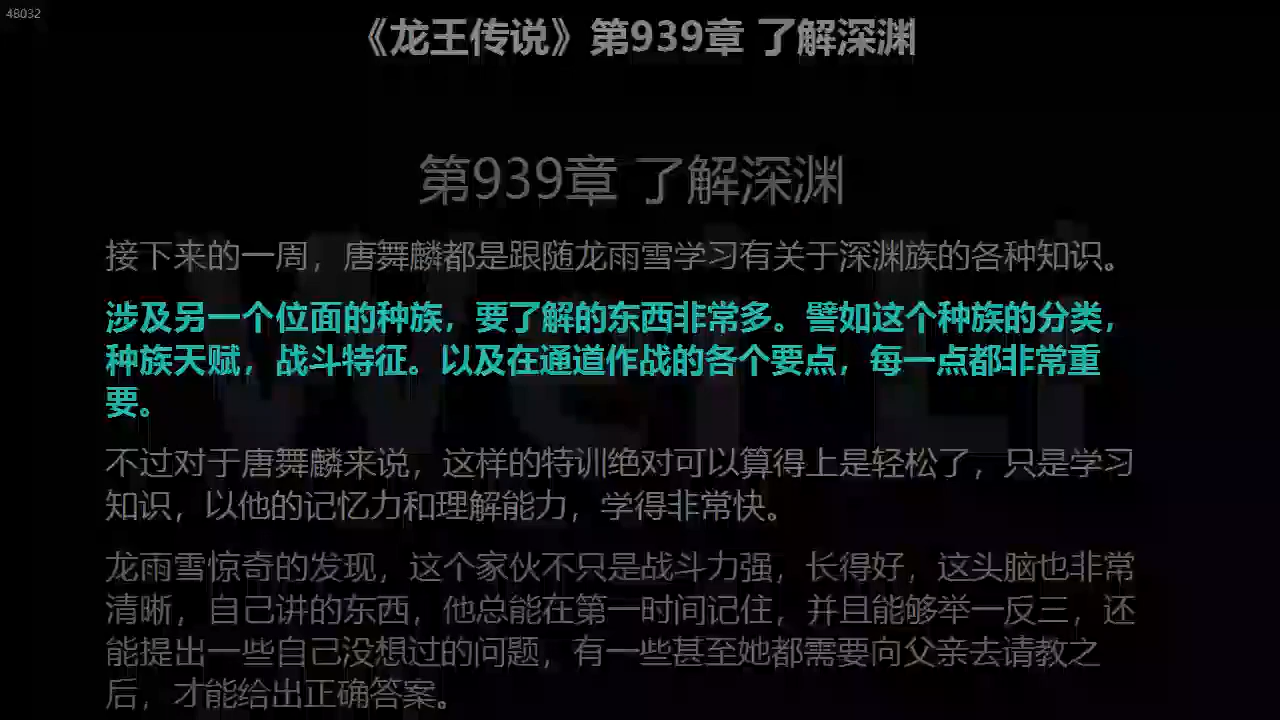 48032
《龙王传说》第939章 了解深渊
第939章 了解深渊
接下来的一周，唐舞麟都是跟随龙雨雪学习有关于深渊族的各种知识。
涉及另一个位面的种族，要了解的东西非常多。譬如这个种族的分类，
种族天赋，战斗特征。以及在通道作战的各个要点，每一点都非常重
要。
不过对于唐舞麟来说，这样的特训绝对可以算得上是轻松了，只是学习
知识，以他的记忆力和理解能力，学得非常快。
龙雨雪惊奇的发现，这个家伙不只是战斗力强，长得好，这头脑也非常
清晰，自己讲的东西，他总能在第一时间记住，并且能够举一反三，还
能提出一些自己没想过的问题，有一些甚至她都需要向父亲去请教之
后，才能给出正确答案。
Wei Li